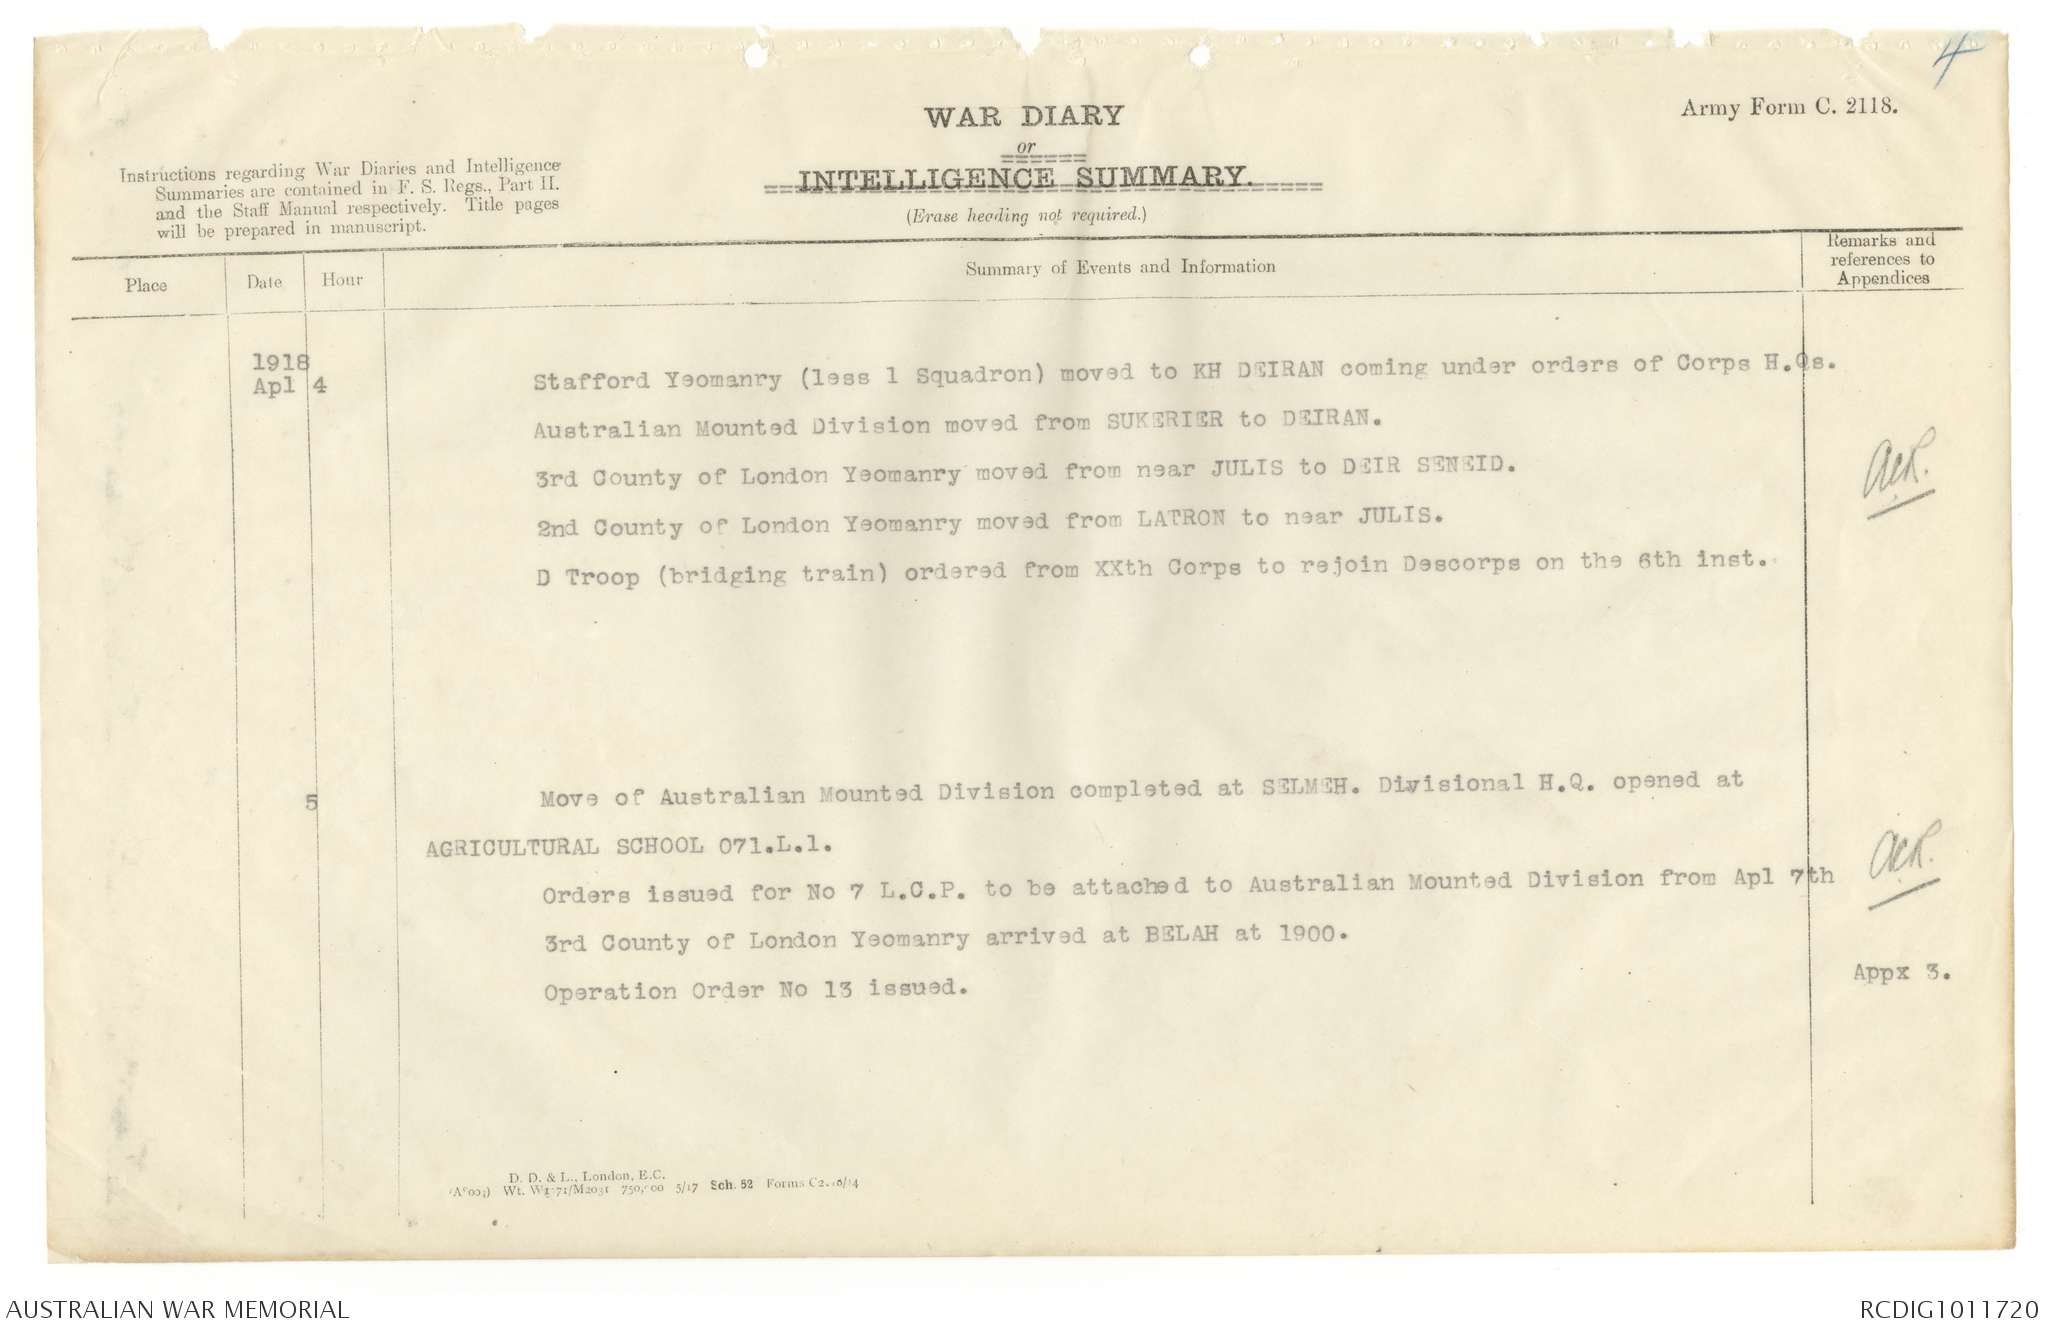 4
WAR DIARY
or
INTELLIGENCE SUMMARY.
(Erase heading not required.)
Army Form C. 2118.
Instructions regarding War Diaries and Intelligence
Summaries are contained in F. S. Regs., Part II.
and the Staff Manual respectively. Title pages
will be prepared in manuscript.
Place
Date
Hour
Summary of Events and Information
Remarks and
references to
Appendices
1918
Apl 4
Stafford Yeomanry (less 1 Squadron) moved to KH DEIRAN coming under orders of Corps H.Qs.
Australian Mounted Division moved from SUKERIER to DEIRAN.
3rd County of London Yeomanry moved from near JULIS to DEIR SENEID.
2nd County of London Yeomanry moved from LATRON to near JULIS.
D Troop (bridging train) ordered from XXth Corps to rejoin Descorps on the 6th inst.
5
Move of Australian Mounted Division completed at SELMEH. Divisional H.Q. opened at
AGRICULTURAL SCHOOL 071.L.1.
Orders issued for No 7 L.C.P. to be attached to Australian Mounted Division from Apl 7th
3rd County of London Yeomanry arrived at BELAH at 1900.
Operation Order No 13 issued.
Appx 3.
D. D. & L., London, E.C.
Wt. 5/17 Sch. 52 Forms
AUSTRALIAN WAR MEMORIAL
RCDIG1011720